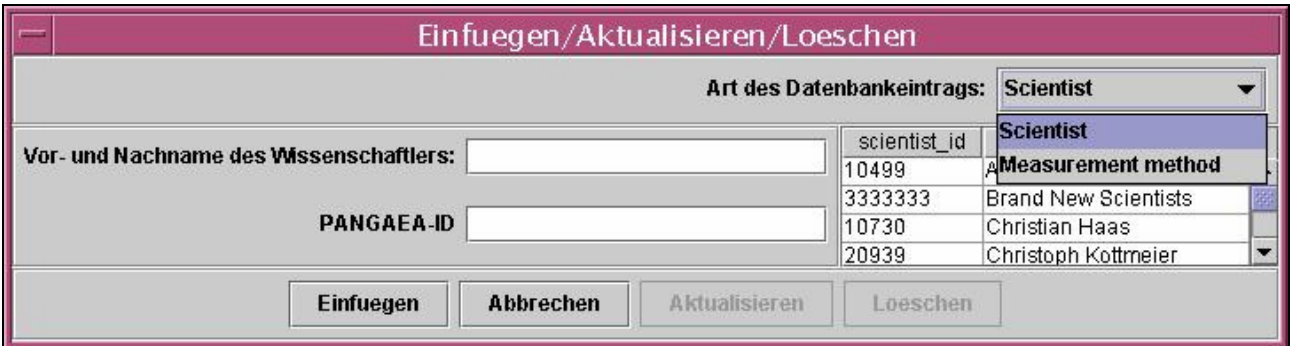 Einfuegen/Aktualisieren/Loeschen
Art des Datenbankeintrags: Scientist
Scientist
Measurement method
Vor- und Nachname des Wissenschaftlers:
PANGAEA-ID
scientist_id
10499 A
3333333 Brand New Scientists
10730 Christian Haas
20939 Christoph Kottmeier
Einfuegen Abbrechen Aktualisieren Loeschen